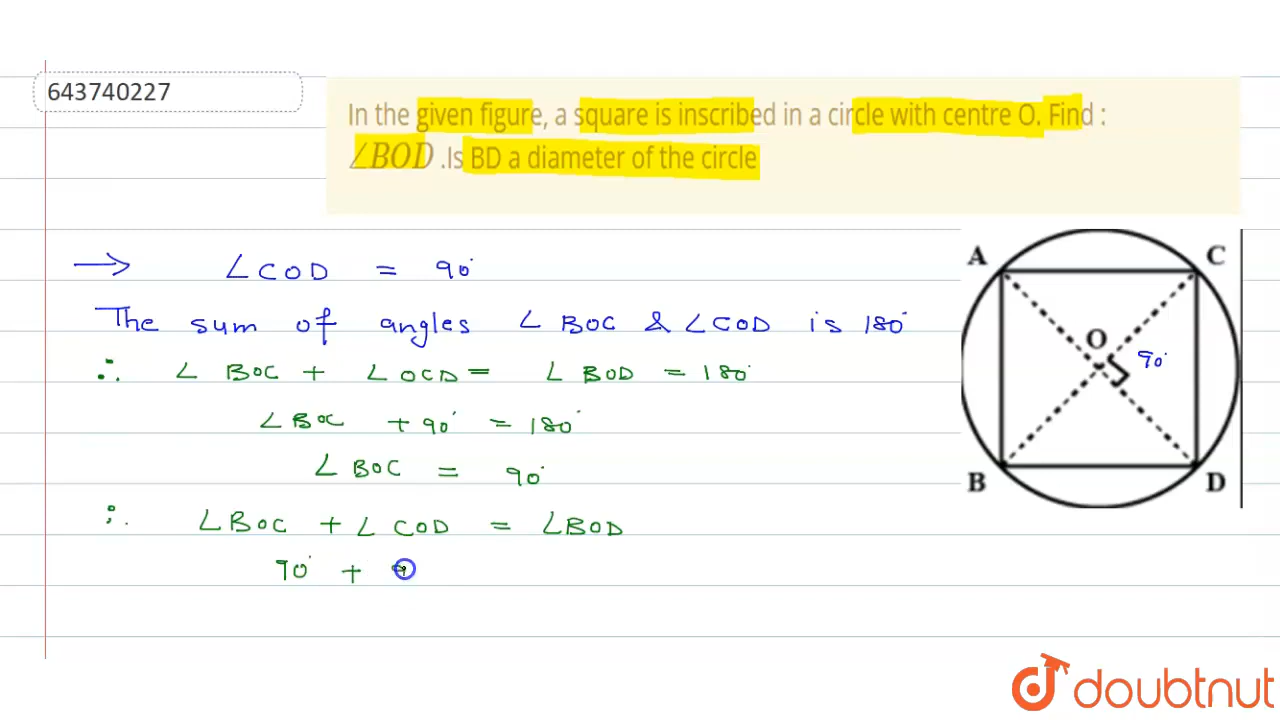 643740227
In the given figure, a square is inscribed in a circle with centre O. Find :
∠BOD .Is BD a diameter of the circle
→ ∠COD = 90°
The sum of angles ∠BOC & ∠COD is 180°
∴ ∠BOC + ∠OCD = ∠BOD = 180°
∠BOC + 90° = 180°
∠BOC = 90°
∴ ∠BOC + ∠COD = ∠BOD
90° +
A C
O 90°
B D
doubtnut